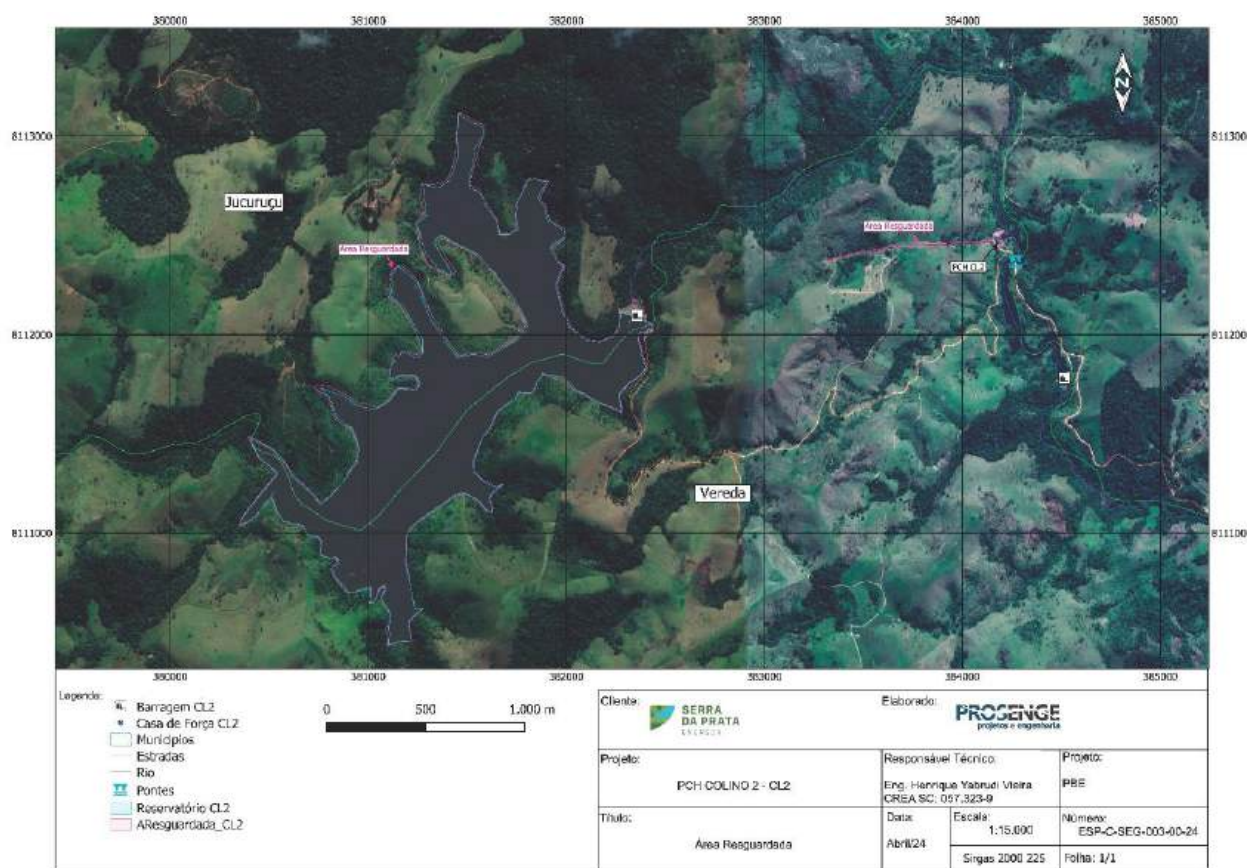 380000 381000 382000 383000 384000 385000
8113000 8113000
N
Jucuruçu
Área Resguardada
Área Resguardada
PCH CL2
8112000 8112000
Vereda
8111000 8111000
380000 381000 382000 383000 384000 385000
Legenda:
Barragem CL2
Casa de Força CL2
Municípios
Estradas
Rio
Pontes
Reservatório CL2
AResguardada_CL2
0 500 1.000 m
Cliente:
SERRA
DA PRATA
ENERGIA
Elaborado:
PROSENGE
projetos e engenharia
Projeto:
PCH COLINO 2 - CL2
Responsável Técnico:
Eng. Henrique Yabrudi Vieira
CREA SC: 057.323-9
Projeto:
PBE
Título:
Área Resguardada
Data:
Abril/24
Escala:
1:15.000
Sirgas 2000 22S
Número:
ESP-C-SEG-003-00-24
Folha: 1/1